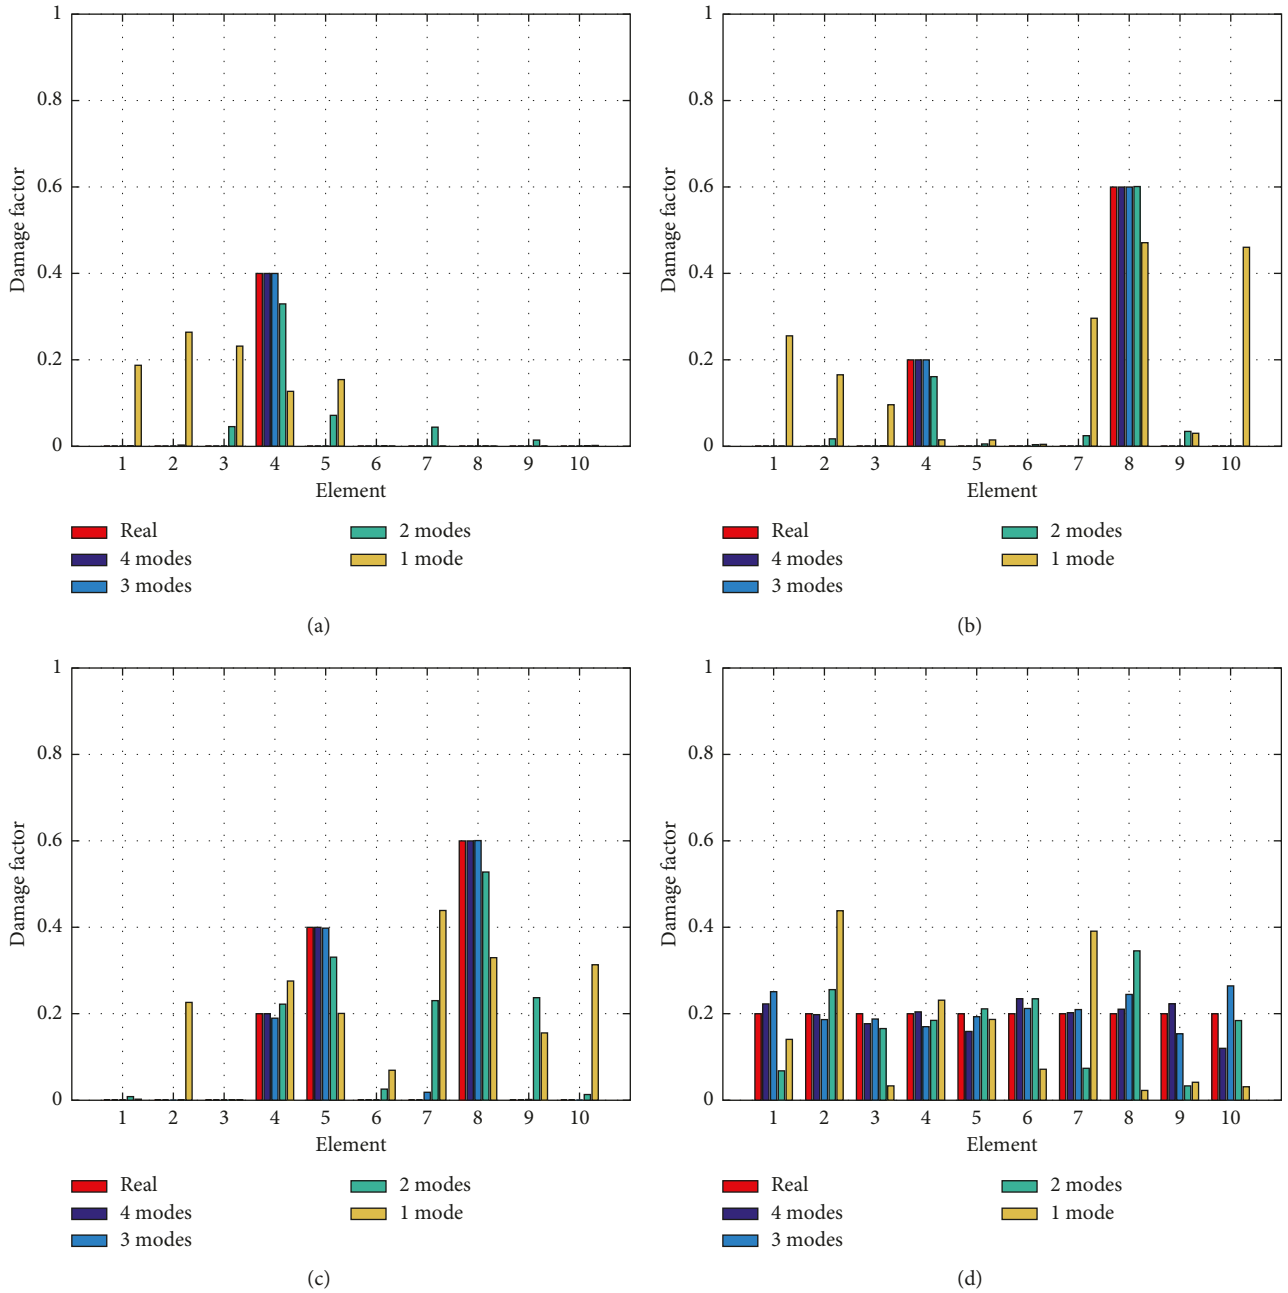 1
0.8
0.6
0.4
0.2
0
Damage factor
1 2 3 4 5 6 7 8 9 10
Element
Real
4 modes
3 modes
2 modes
1 mode
(a)
1
0.8
0.6
0.4
0.2
0
Damage factor
1 2 3 4 5 6 7 8 9 10
Element
Real
4 modes
3 modes
2 modes
1 mode
(b)
1
0.8
0.6
0.4
0.2
0
Damage factor
1 2 3 4 5 6 7 8 9 10
Element
Real
4 modes
3 modes
2 modes
1 mode
(c)
1
0.8
0.6
0.4
0.2
0
Damage factor
1 2 3 4 5 6 7 8 9 10
Element
Real
4 modes
3 modes
2 modes
1 mode
(d)